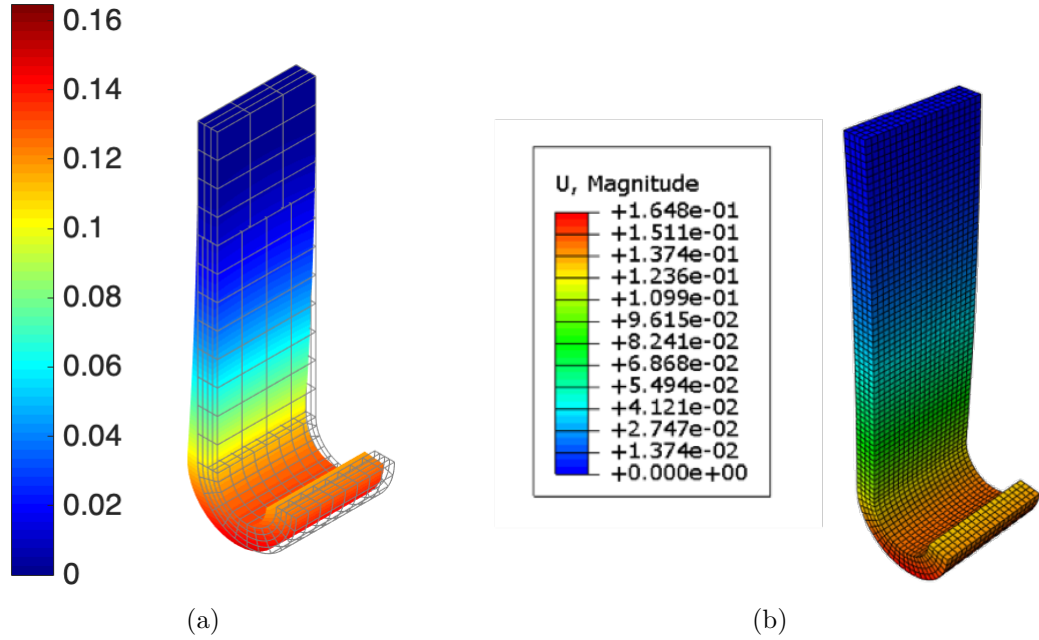 0.16
0.14
0.12
0.1
0.08
0.06
0.04
0.02
0
(a)
U, Magnitude
+1.648e-01
+1.511e-01
+1.374e-01
+1.236e-01
+1.099e-01
+9.615e-02
+8.241e-02
+6.868e-02
+5.494e-02
+4.121e-02
+2.747e-02
+1.374e-02
+0.000e+00
(b)